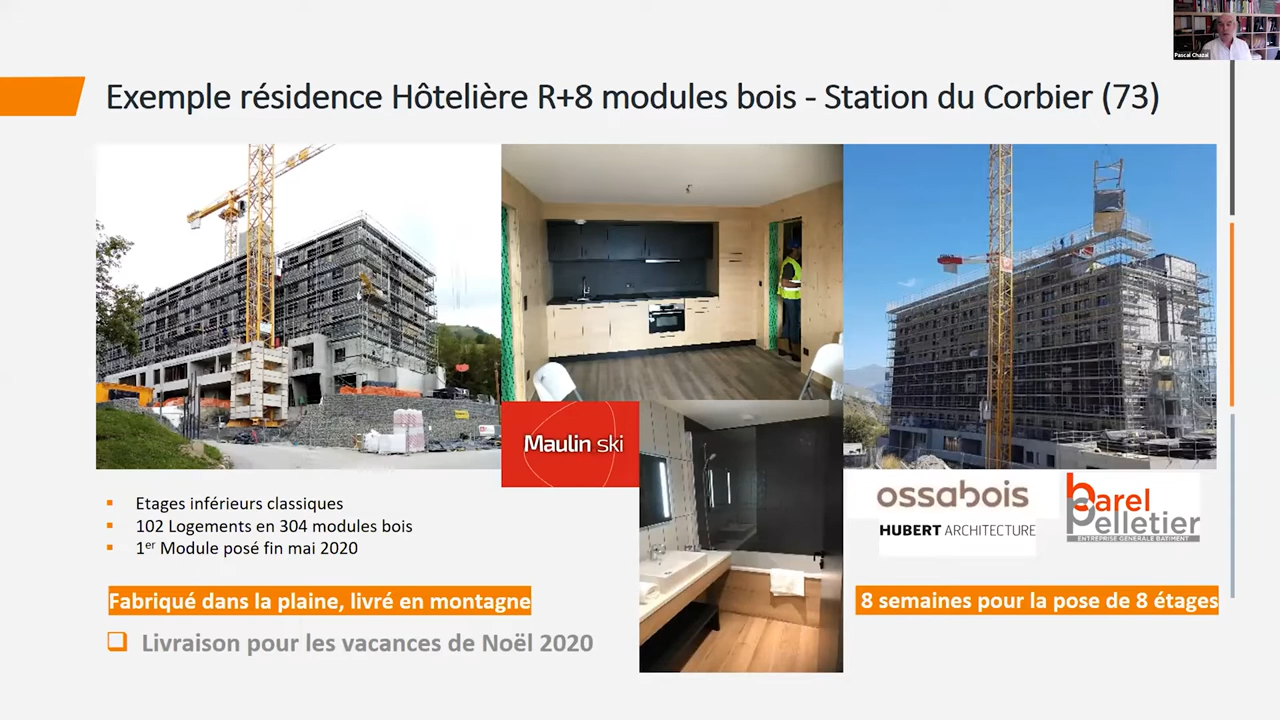 Pascal Chazal
Exemple résidence Hôtelière R+8 modules bois - Station du Corbier (73)
Maulin ski
ossabois
HUBERT ARCHITECTURE
barel
Pelletier
ENTREPRISE GENERALE BATIMENT
Etages inférieurs classiques
102 Logements en 304 modules bois
1er Module posé fin mai 2020
Fabriqué dans la plaine, livré en montagne
8 semaines pour la pose de 8 étages
Livraison pour les vacances de Noël 2020